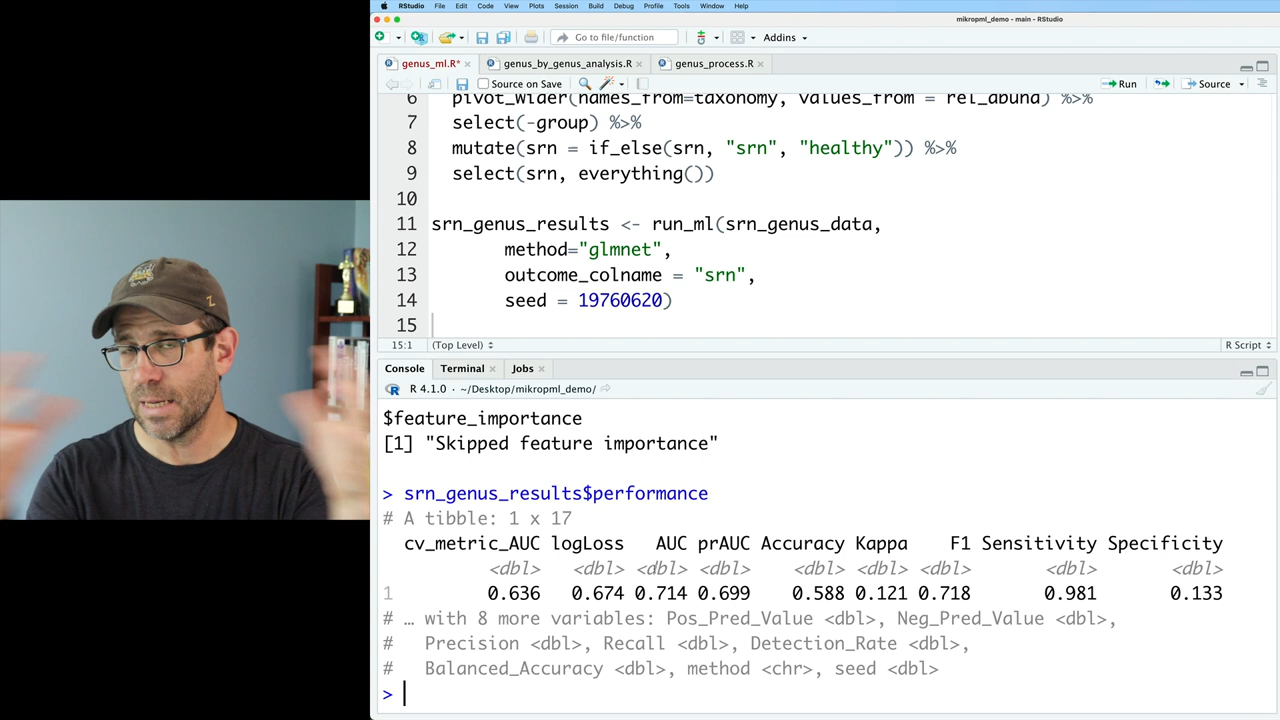 RStudio File Edit Code View Plots Session Build Debug Profile Tools Window Help
mikropml_demo - main - RStudio
Go to file/function Addins
genus_ml.R* genus_by_genus_analysis.R genus_process.R
Source on Save Run Source
6 pivot_wider(names_from=taxonomy, values_from = rel_abund) %>%
7 select(-group) %>%
8 mutate(srn = if_else(srn, "srn", "healthy")) %>%
9 select(srn, everything())
10
11 srn_genus_results <- run_ml(srn_genus_data,
12 method="glmnet",
13 outcome_colname = "srn",
14 seed = 19760620)
15
15:1 (Top Level) R Script
Console Terminal Jobs
R 4.1.0 · ~/Desktop/mikropml_demo/
$feature_importance
[1] "Skipped feature importance"
> srn_genus_results$performance
# A tibble: 1 x 17
cv_metric_AUC logLoss AUC prAUC Accuracy Kappa F1 Sensitivity Specificity
<dbl> <dbl> <dbl> <dbl> <dbl> <dbl> <dbl> <dbl> <dbl>
1 0.636 0.674 0.714 0.699 0.588 0.121 0.718 0.981 0.133
# … with 8 more variables: Pos_Pred_Value <dbl>, Neg_Pred_Value <dbl>,
# Precision <dbl>, Recall <dbl>, Detection_Rate <dbl>,
# Balanced_Accuracy <dbl>, method <chr>, seed <dbl>
>